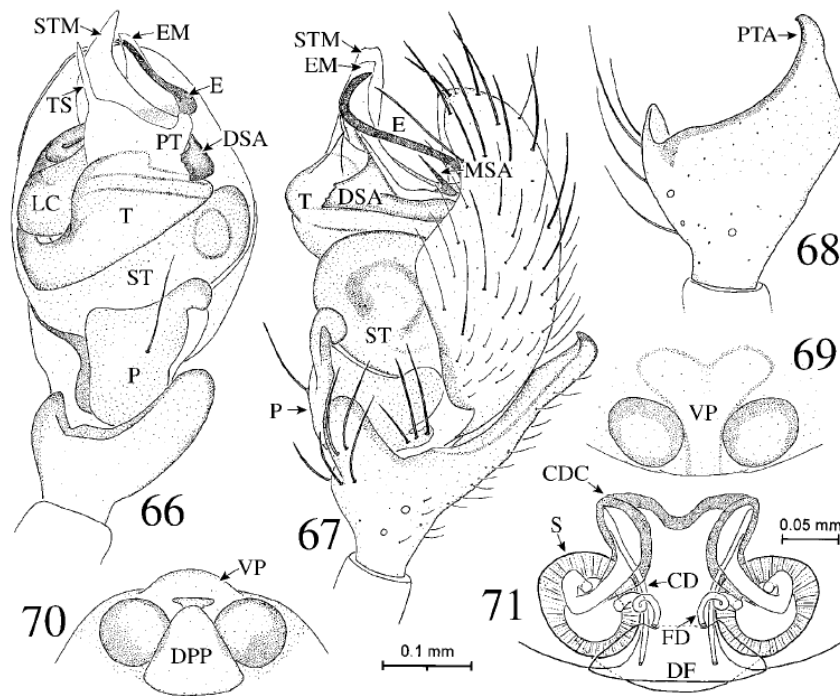 STM
EM
TS
E
PT
DSA
LC
T
ST
P
66
STM
EM
E
MSA
T
DSA
ST
P
67
PTA
68
69
VP
VP
70
DPP
0.1 mm
CDC
S
0.05 mm
CD
71
FD
DF